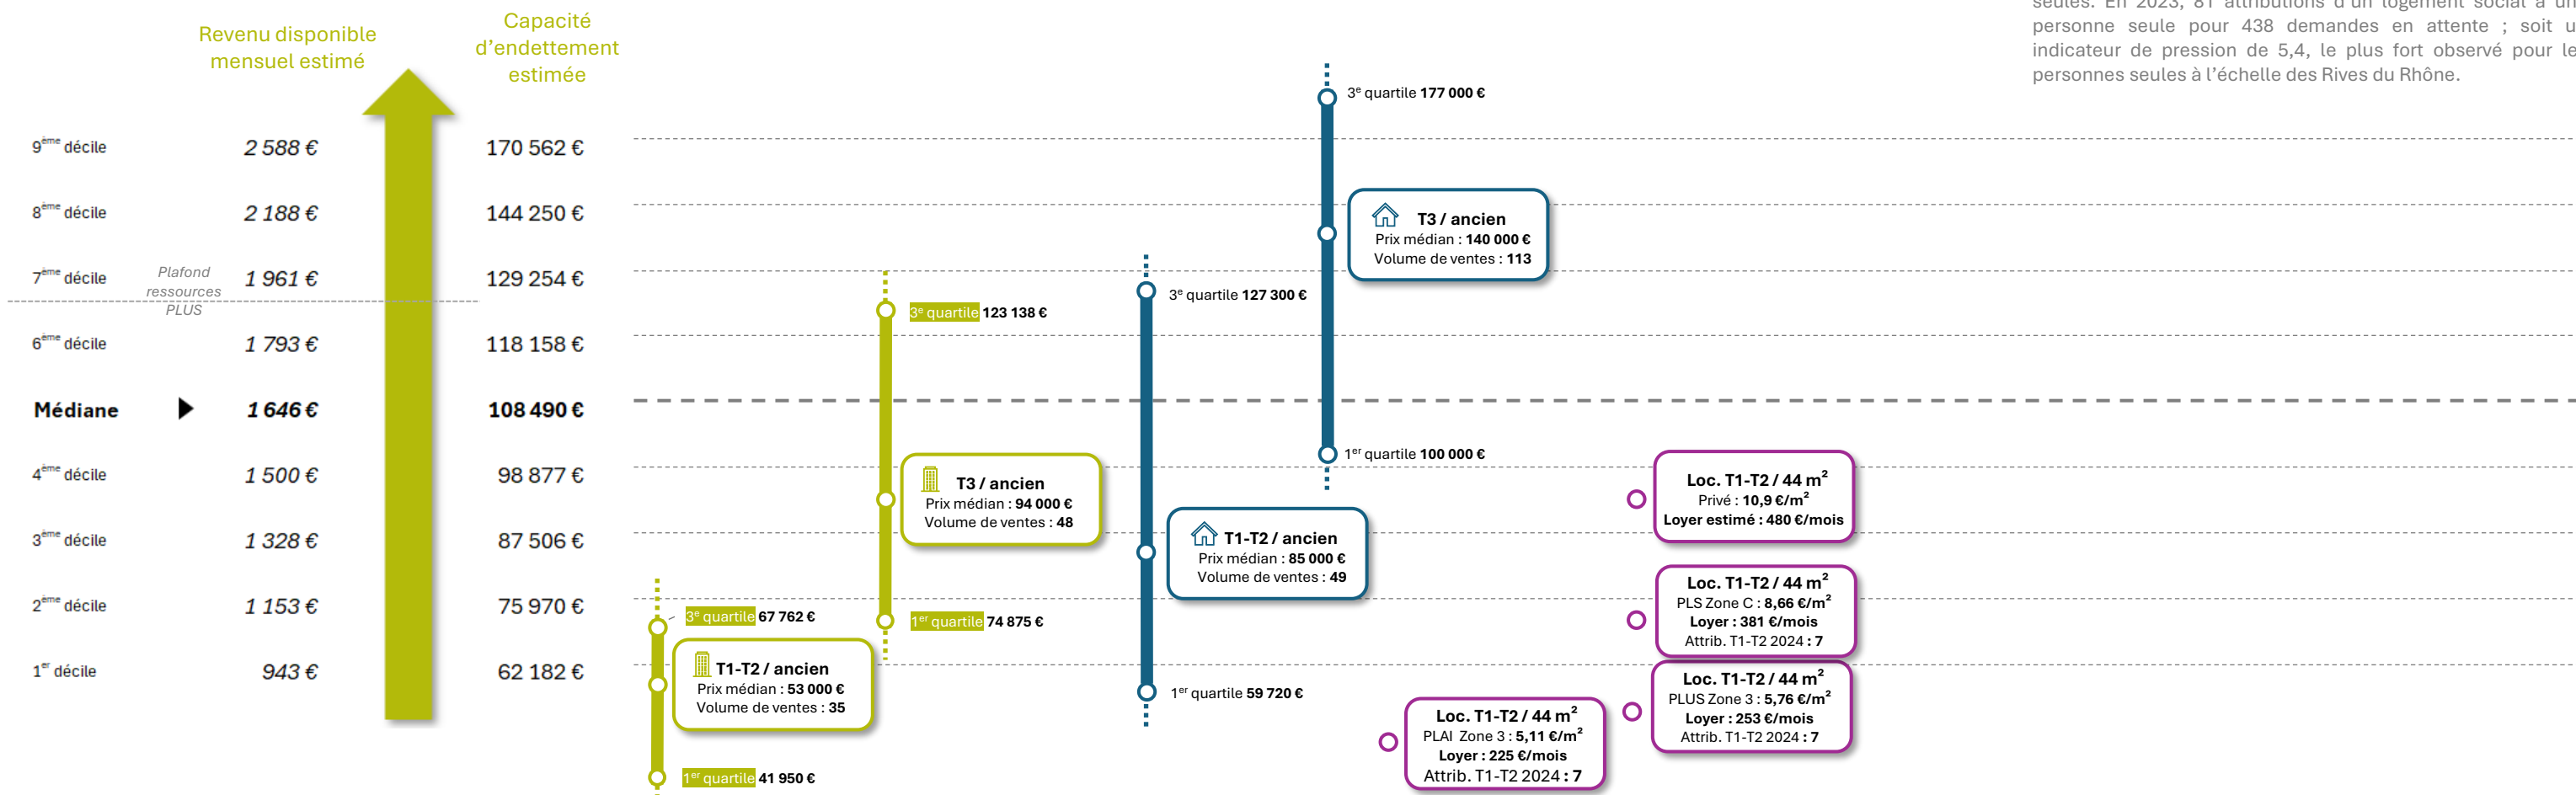 seules. En 2023, 81 attributions d'un logement social à un
personne seule pour 438 demandes en attente ; soit u
indicateur de pression de 5,4, le plus fort observé pour le
personnes seules à l'échelle des Rives du Rhône.
Revenu disponible
mensuel estimé
Capacité
d'endettement
estimée
9ème décile 2 588 € 170 562 €
8ème décile 2 188 € 144 250 €
7ème décile 1 961 € 129 254 €
Plafond
ressources
PLUS
6ème décile 1 793 € 118 158 €
Médiane 1 646 € 108 490 €
4ème décile 1 500 € 98 877 €
3ème décile 1 328 € 87 506 €
2ème décile 1 153 € 75 970 €
1er décile 943 € 62 182 €
3e quartile 67 762 €
T1-T2 / ancien
Prix médian : 53 000 €
Volume de ventes : 35
1er quartile 41 950 €
3e quartile 123 138 €
T3 / ancien
Prix médian : 94 000 €
Volume de ventes : 48
1er quartile 74 875 €
3e quartile 127 300 €
T1-T2 / ancien
Prix médian : 85 000 €
Volume de ventes : 49
1er quartile 59 720 €
3e quartile 177 000 €
T3 / ancien
Prix médian : 140 000 €
Volume de ventes : 113
1er quartile 100 000 €
Loc. T1-T2 / 44 m²
Privé : 10,9 €/m²
Loyer estimé : 480 €/mois
Loc. T1-T2 / 44 m²
PLS Zone C : 8,66 €/m²
Loyer : 381 €/mois
Attrib. T1-T2 2024 : 7
Loc. T1-T2 / 44 m²
PLUS Zone 3 : 5,76 €/m²
Loyer : 253 €/mois
Attrib. T1-T2 2024 : 7
Loc. T1-T2 / 44 m²
PLAI Zone 3 : 5,11 €/m²
Loyer : 225 €/mois
Attrib. T1-T2 2024 : 7